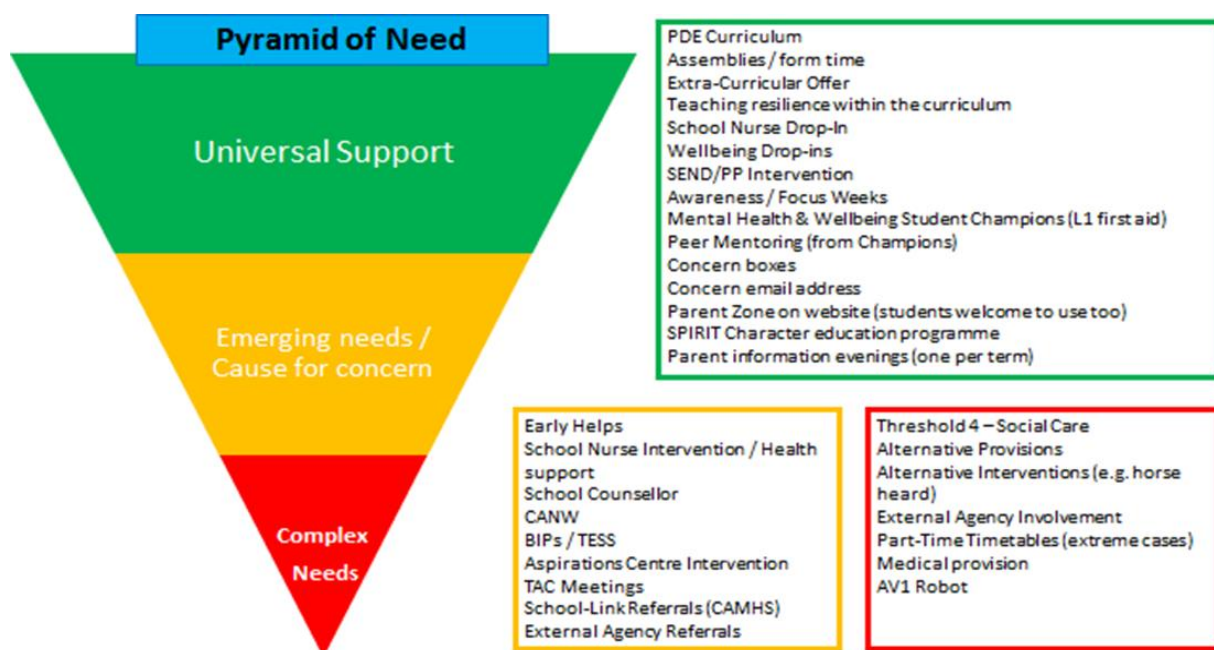 Pyramid of Need
Universal Support
Emerging needs /
Cause for concern
Complex
Needs
PDE Curriculum
Assemblies / form time
Extra-Curricular Offer
Teaching resilience within the curriculum
School Nurse Drop-In
Wellbeing Drop-ins
SEND/PP Intervention
Awareness / Focus Weeks
Mental Health & Wellbeing Student Champions (L1 first aid)
Peer Mentoring (from Champions)
Concern boxes
Concern email address
Parent Zone on website (students welcome to use too)
SPIRIT Character education programme
Parent information evenings (one per term)
Early Helps
School Nurse Intervention / Health
support
School Counsellor
CANW
BIPs / TESS
Aspirations Centre Intervention
TAC Meetings
School-Link Referrals (CAMHS)
External Agency Referrals
Threshold 4 – Social Care
Alternative Provisions
Alternative Interventions (e.g. horse
heard)
External Agency Involvement
Part-Time Timetables (extreme cases)
Medical provision
AV1 Robot